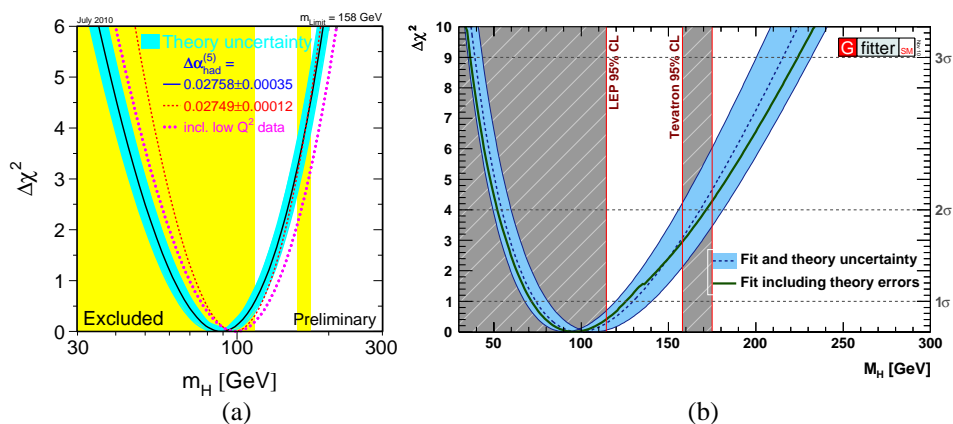 July 2010
m_Limit = 158 GeV
Theory uncertainty
Δα_had^(5) =
0.02758±0.00035
0.02749±0.00012
incl. low Q² data
Excluded
Preliminary
Δχ²
0 1 2 3 4 5 6
30 100 300
m_H [GeV]
(a)
Δχ²
0 1 2 3 4 5 6 7 8 9 10
LEP 95% CL
Tevatron 95% CL
G fitter SM
3σ
2σ
1σ
Fit and theory uncertainty
Fit including theory errors
50 100 150 200 250 300
M_H [GeV]
(b)